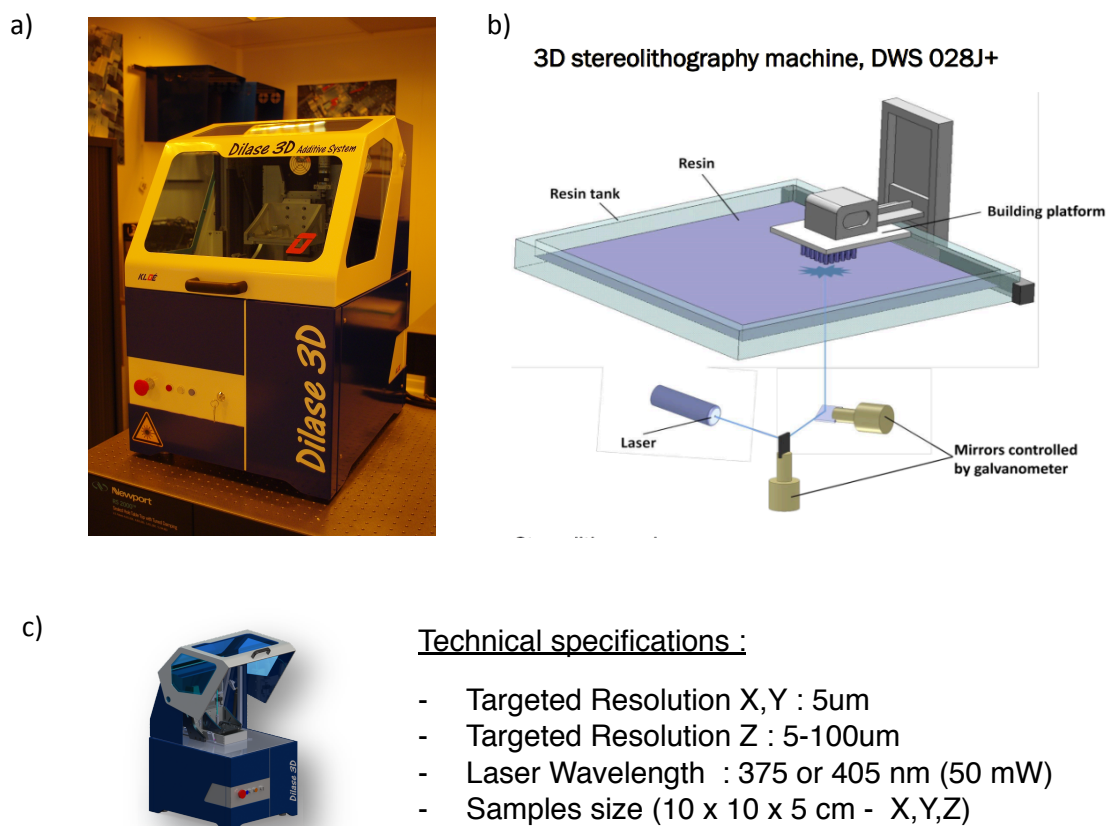 a)
b)
3D stereolithography machine, DWS 028J+
Dilase 3D Additive System
KLOÉ
Dilase 3D
Newport
Resin
Resin tank
Building platform
Laser
Mirrors controlled
by galvanometer
c)
Dilase 3D
Technical specifications :
- Targeted Resolution X,Y : 5um
- Targeted Resolution Z : 5-100um
- Laser Wavelength : 375 or 405 nm (50 mW)
- Samples size (10 x 10 x 5 cm - X,Y,Z)